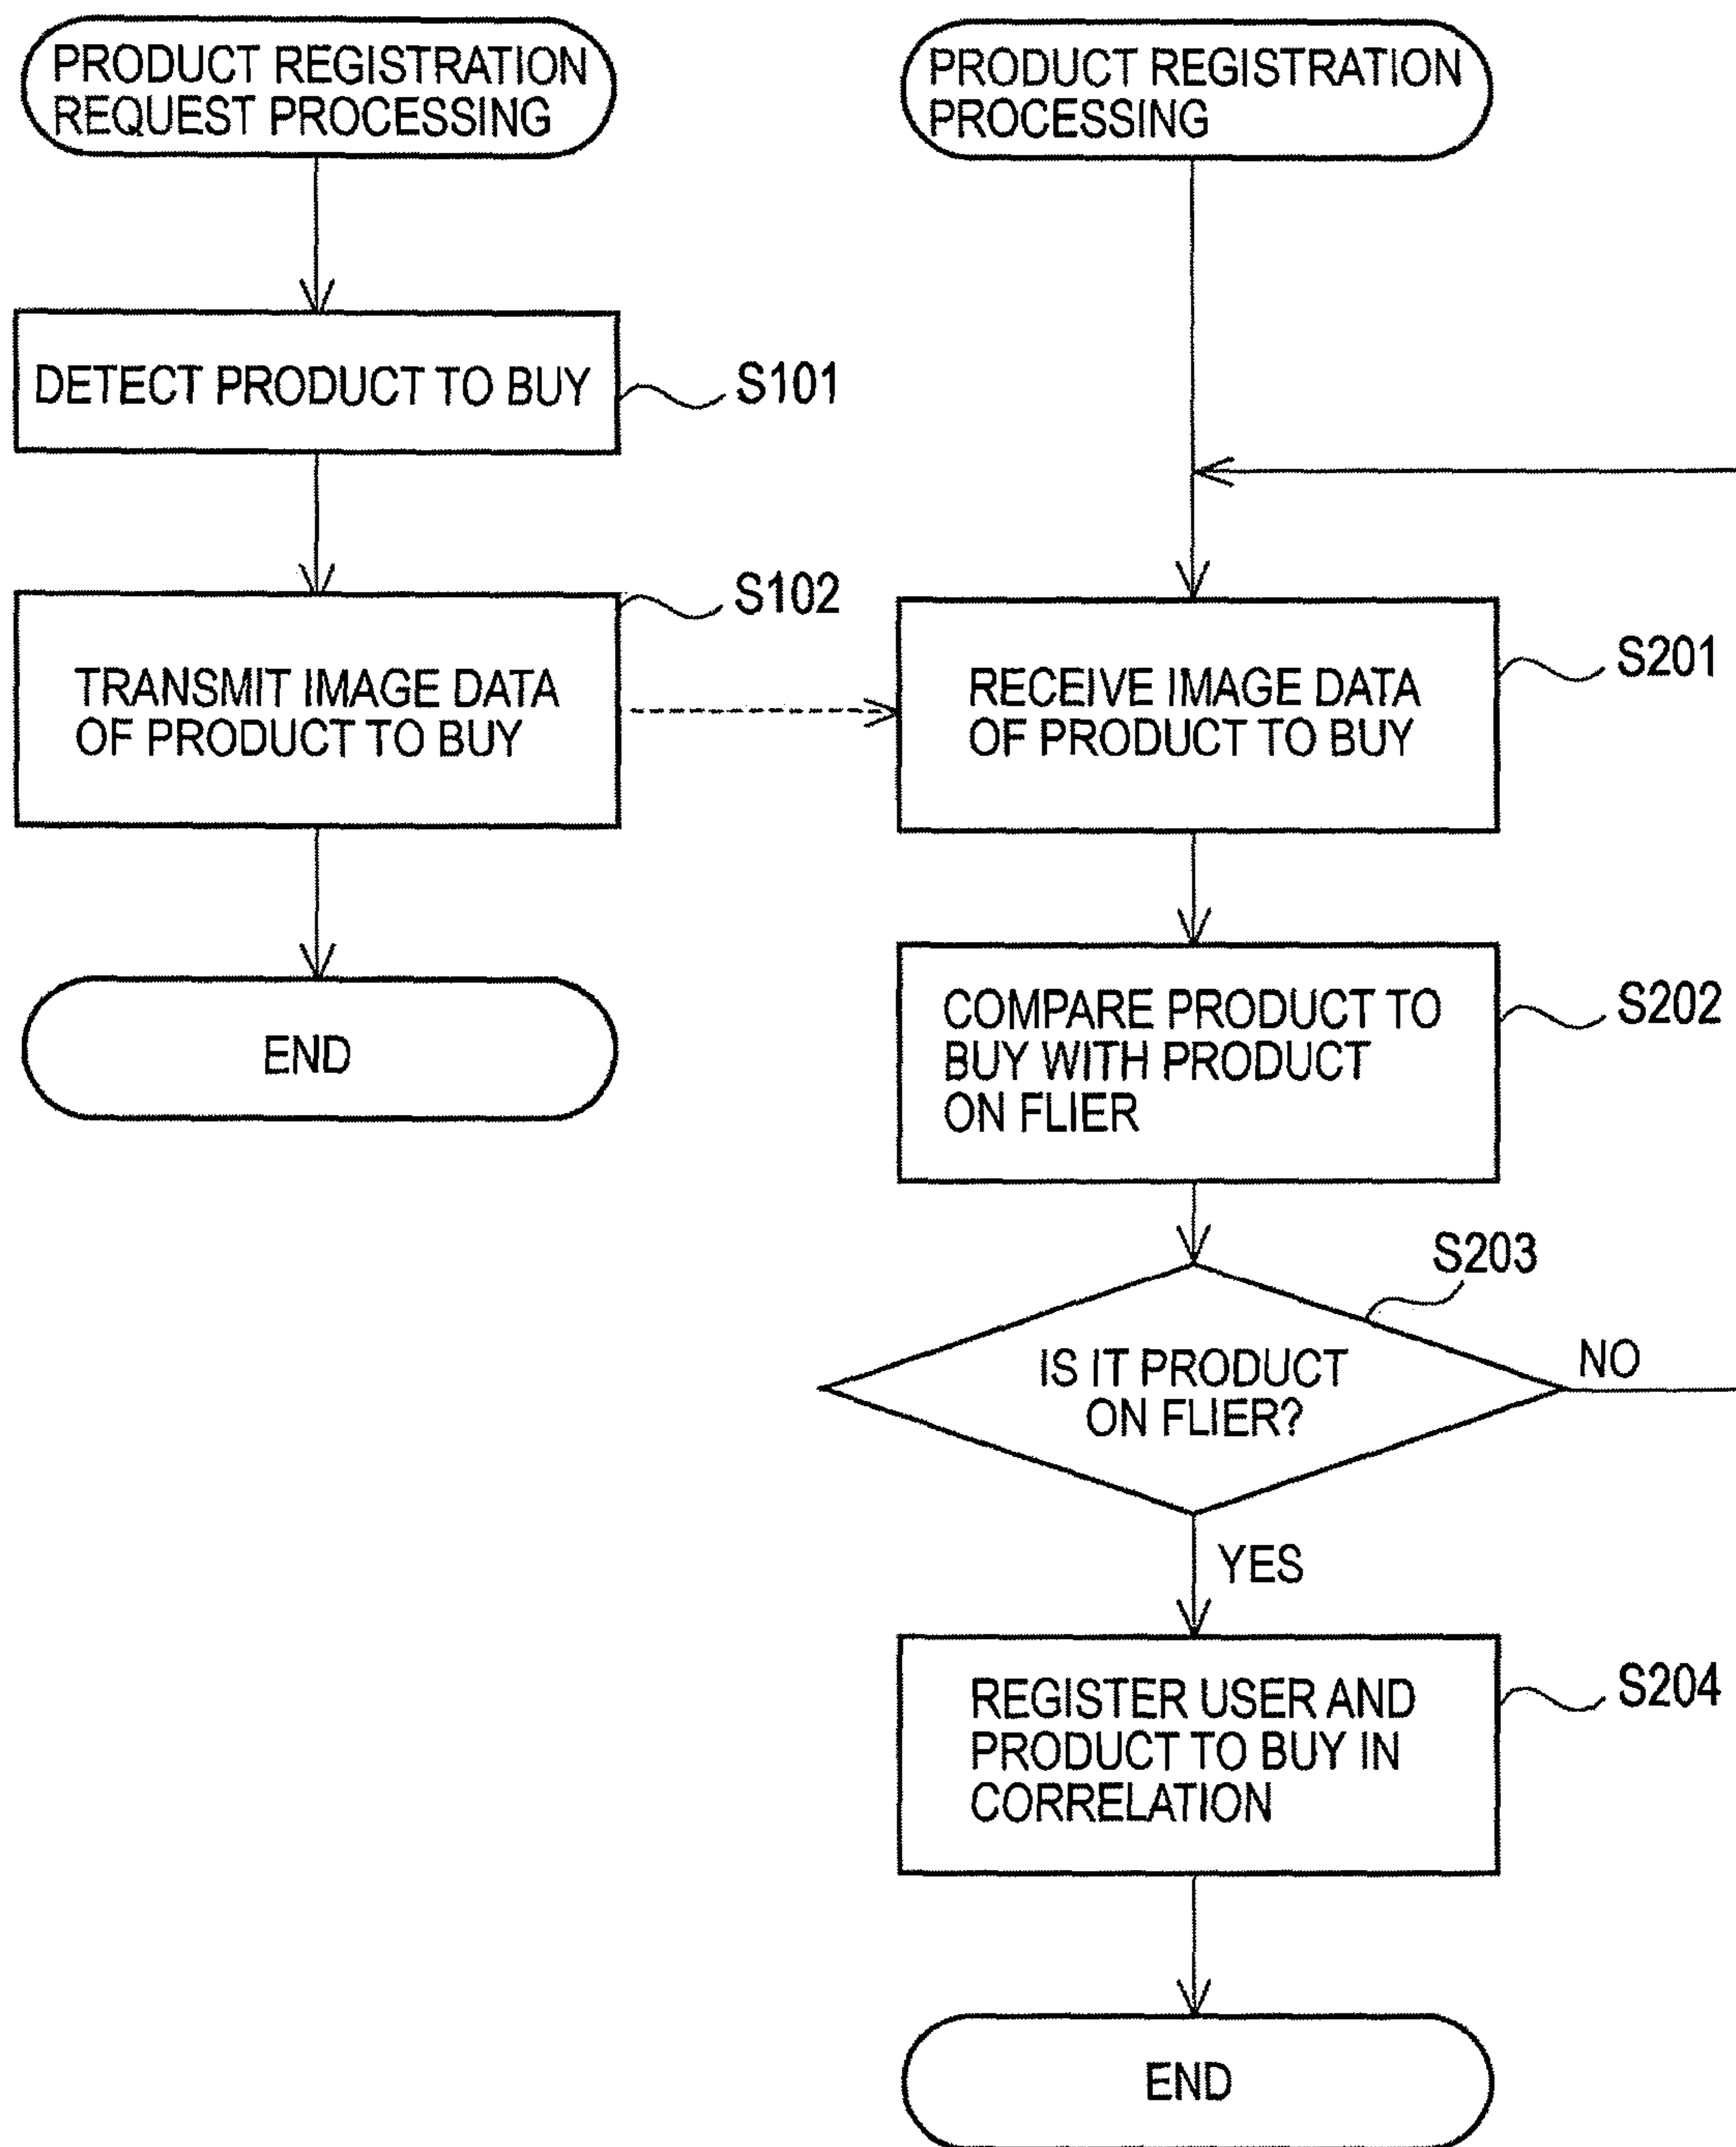 PRODUCT REGISTRATION
REQUEST PROCESSING
DETECT PRODUCT TO BUY
S101
TRANSMIT IMAGE DATA
OF PRODUCT TO BUY
S102
END
PRODUCT REGISTRATION
PROCESSING
RECEIVE IMAGE DATA
OF PRODUCT TO BUY
S201
COMPARE PRODUCT TO
BUY WITH PRODUCT
ON FLIER
S202
IS IT PRODUCT
ON FLIER?
S203
NO
YES
REGISTER USER AND
PRODUCT TO BUY IN
CORRELATION
S204
END